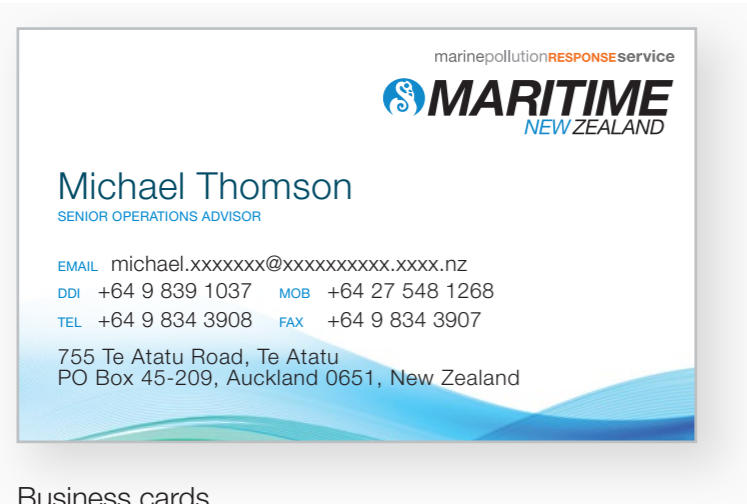 marinepollutionRESPONSEservice
MARITIME
NEW ZEALAND
Michael Thomson
SENIOR OPERATIONS ADVISOR
EMAIL michael.xxxxxxx@xxxxxxxxxx.xxxx.nz
DDI +64 9 839 1037 MOB +64 27 548 1268
TEL +64 9 834 3908 FAX +64 9 834 3907
755 Te Atatu Road, Te Atatu
PO Box 45-209, Auckland 0651, New Zealand
Business cards